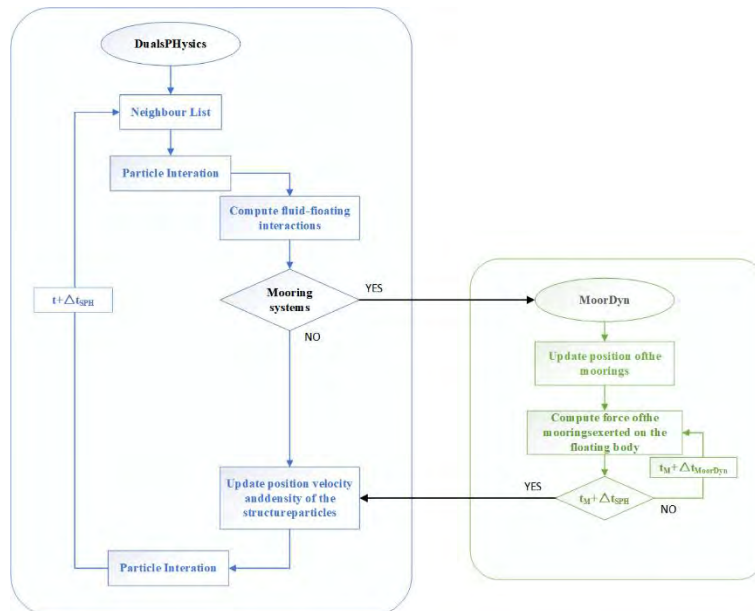 DualsPHysics
Neighbour List
Particle Interation
Compute fluid-floating
interactions
Mooring
systems
YES
NO
t+△tSPH
Update position velocity
anddensity of the
structureparticles
Particle Interation
MoorDyn
Update position ofthe
moorings
Compute force ofthe
mooringsexerted on the
floating body
tM+△tMoorDyn
tM+△tSPH
YES
NO